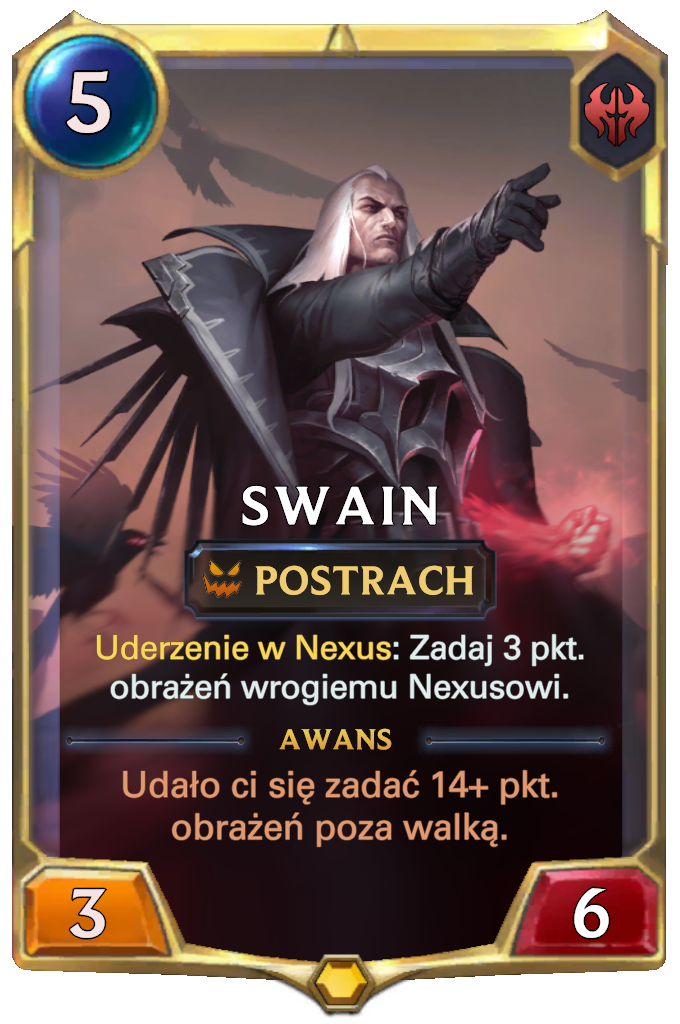 5
SWAIN
POSTRACH
Uderzenie w Nexus: Zadaj 3 pkt.
obrażeń wrogiemu Nexusowi.
AWANS
Udało ci się zadać 14+ pkt.
obrażeń poza walką.
3
6